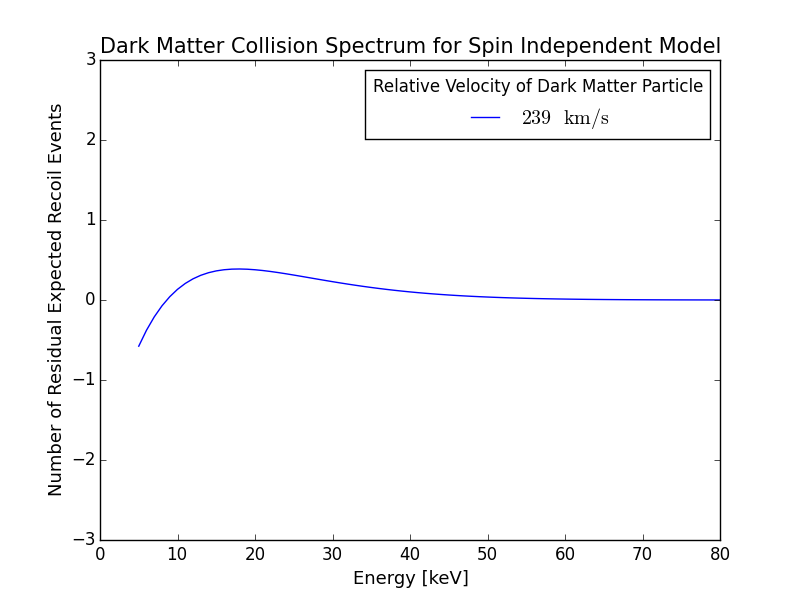 Dark Matter Collision Spectrum for Spin Independent Model
Relative Velocity of Dark Matter Particle
239 km/s
Number of Residual Expected Recoil Events
3
2
1
0
−1
−2
−3
0 10 20 30 40 50 60 70 80
Energy [keV]